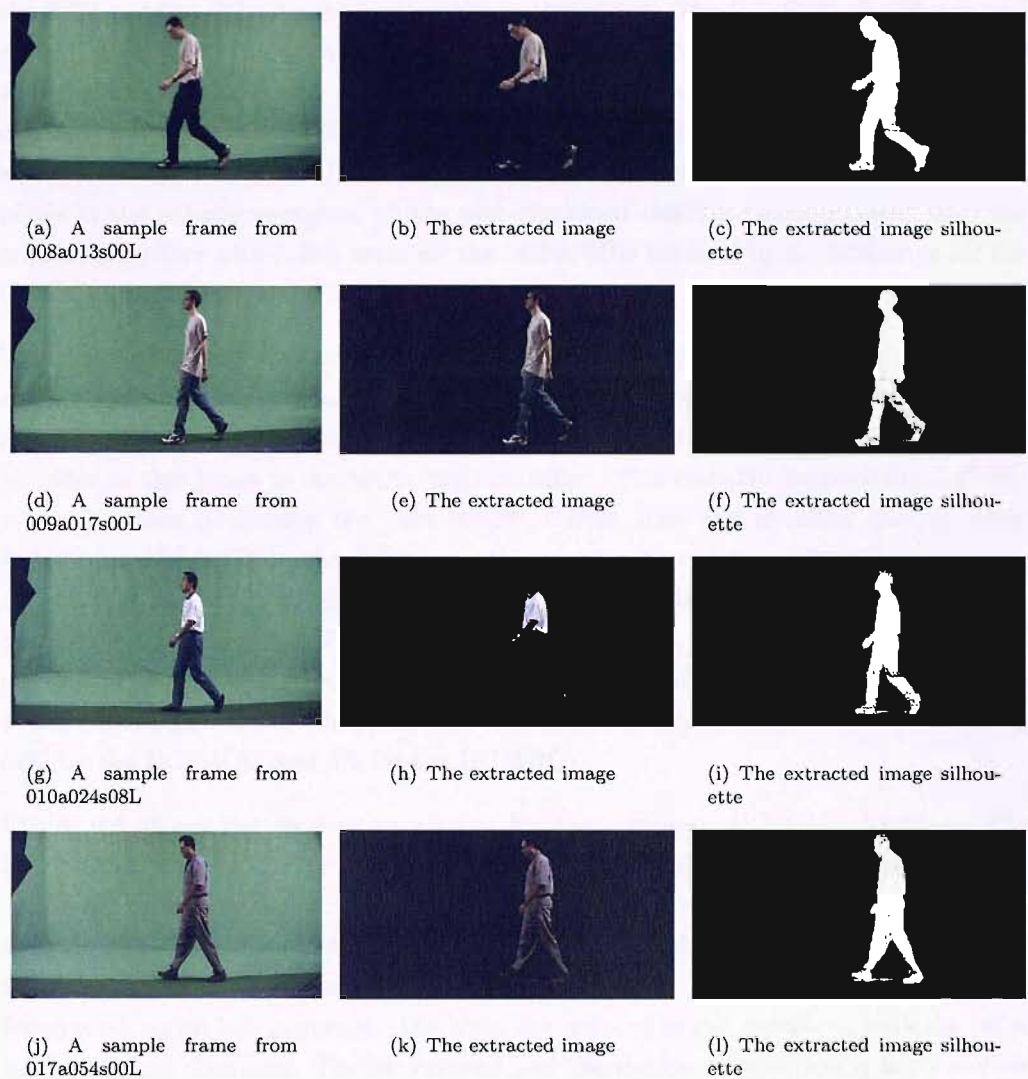 (a) A sample frame from
008a013s00L
(b) The extracted image
(c) The extracted image silhou-
ette
(d) A sample frame from
009a017s00L
(e) The extracted image
(f) The extracted image silhou-
ette
(g) A sample frame from
010a024s08L
(h) The extracted image
(i) The extracted image silhou-
ette
(j) A sample frame from
017a054s00L
(k) The extracted image
(l) The extracted image silhou-
ette